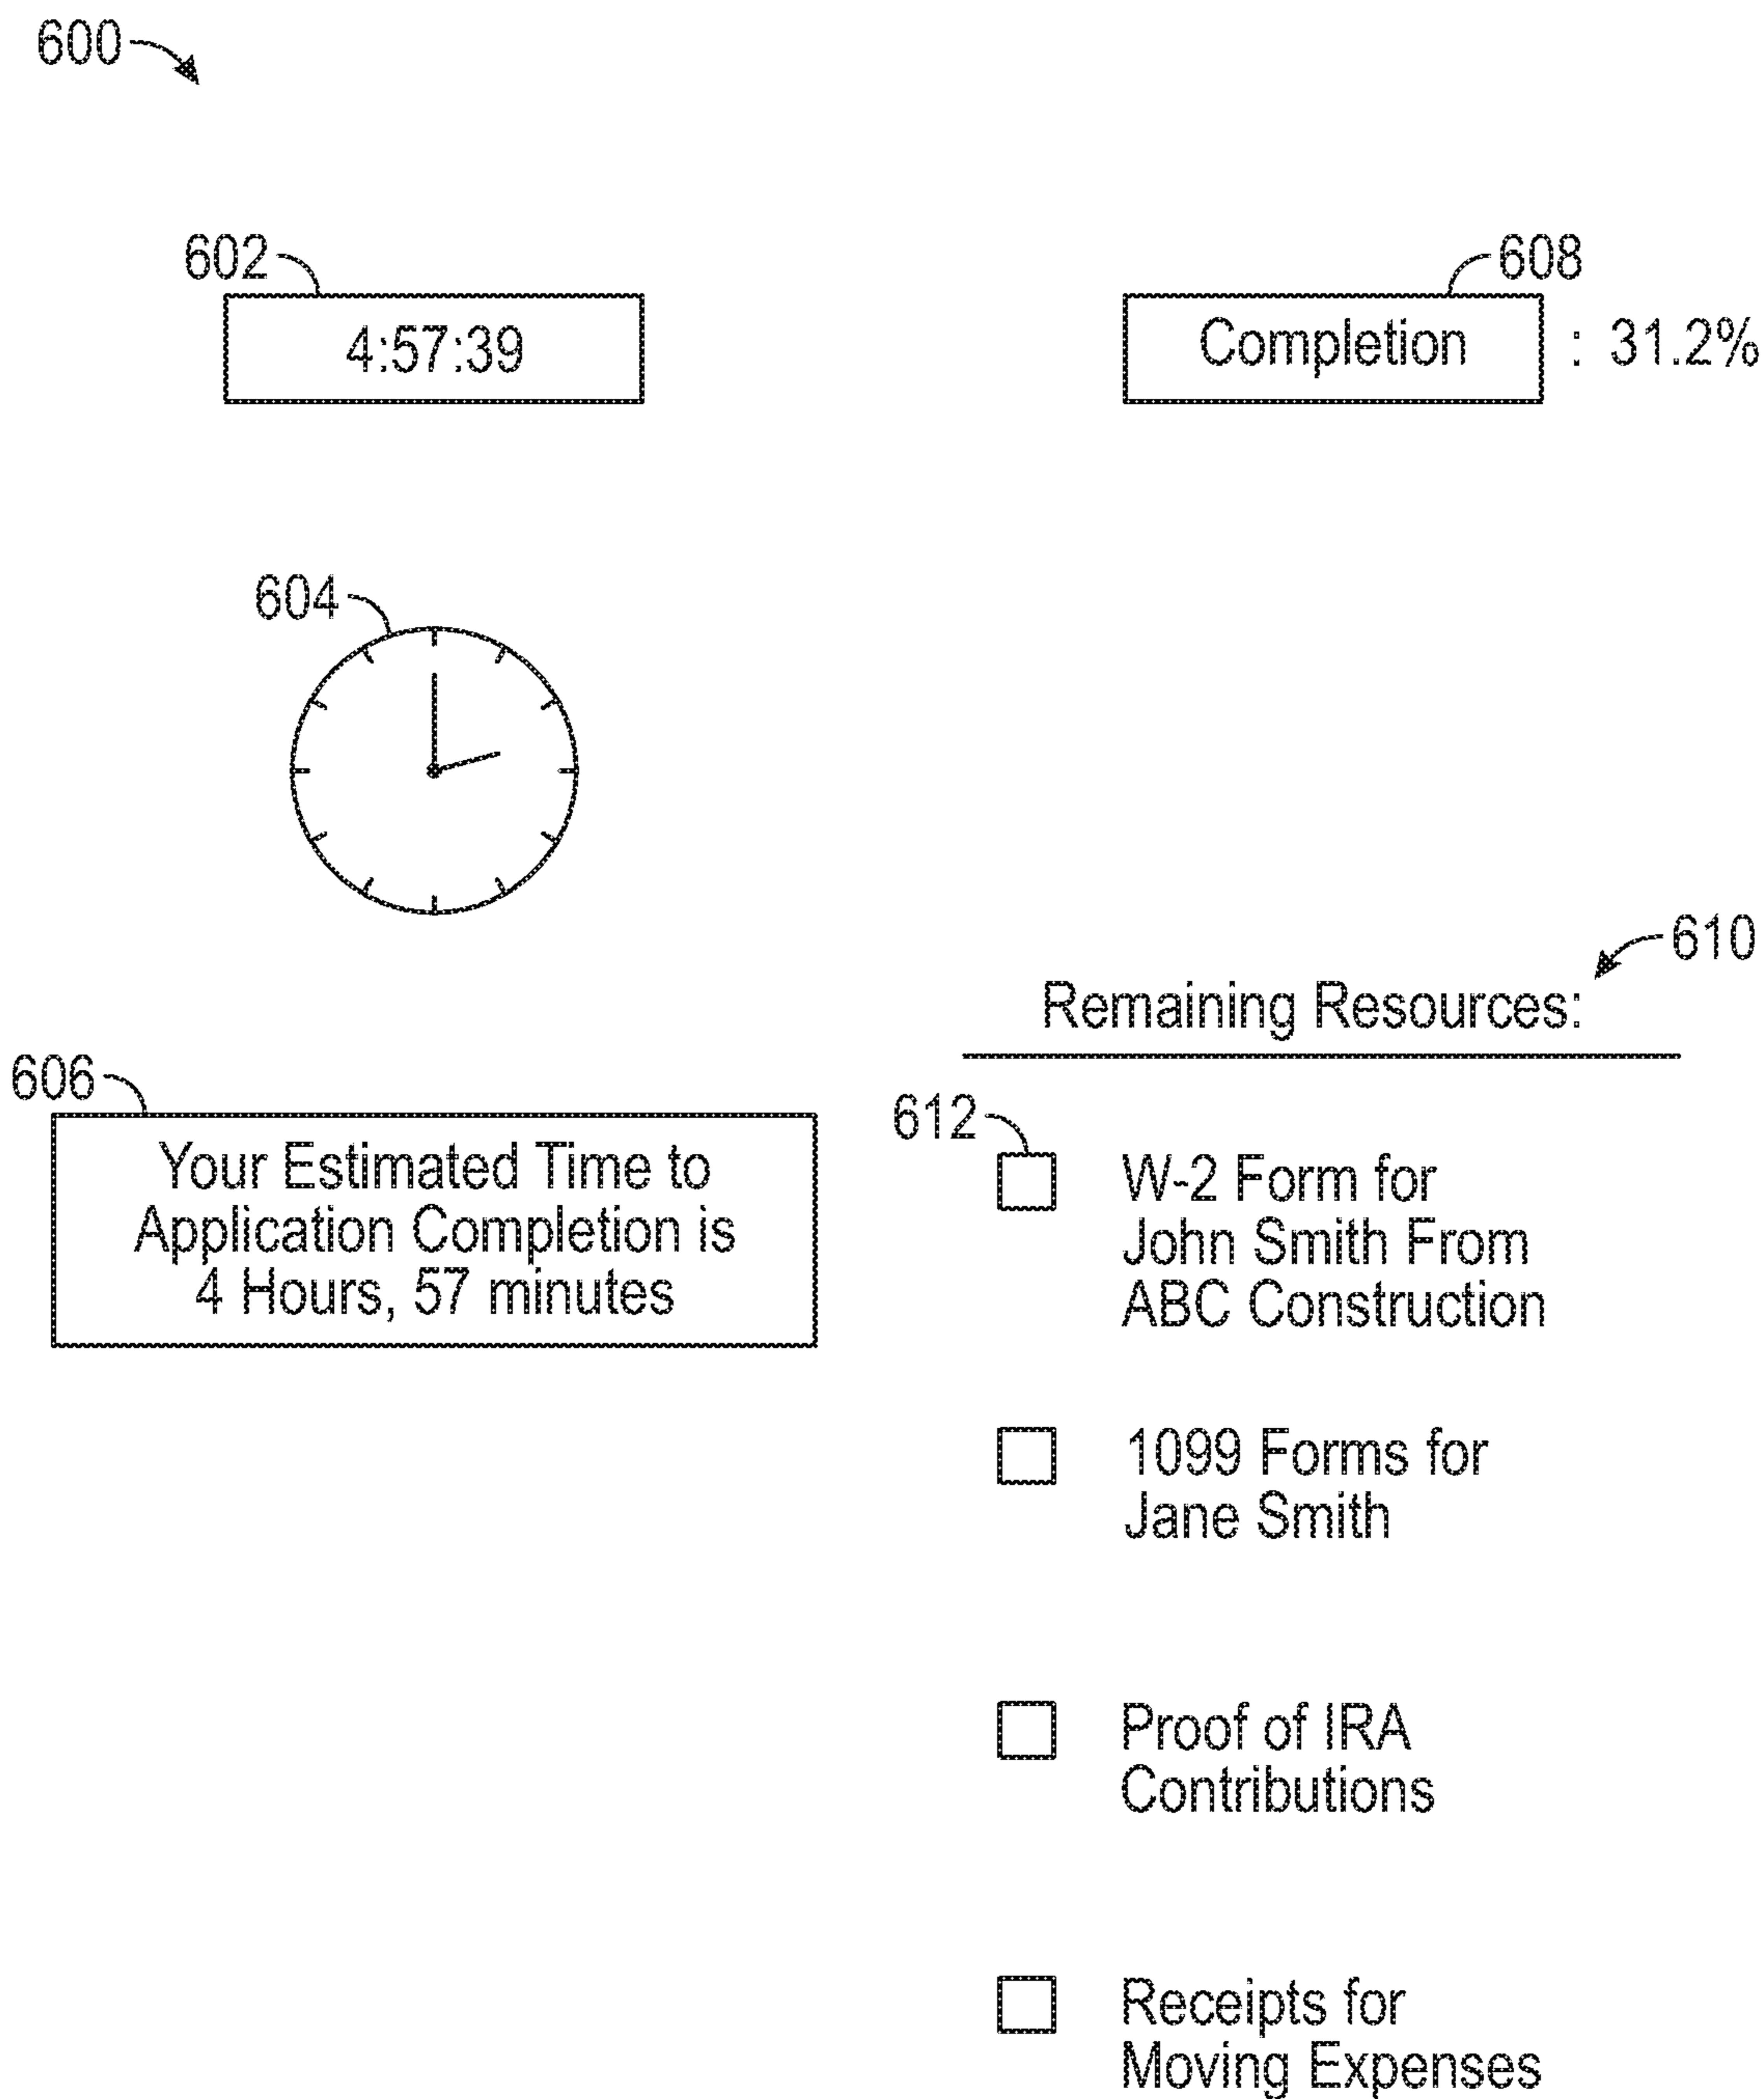 600
602
4:57:39
608
Completion : 31.2%
604
610
Remaining Resources:
606
Your Estimated Time to
Application Completion is
4 Hours, 57 minutes
612
W-2 Form for
John Smith From
ABC Construction
1099 Forms for
Jane Smith
Proof of IRA
Contributions
Receipts for
Moving Expenses